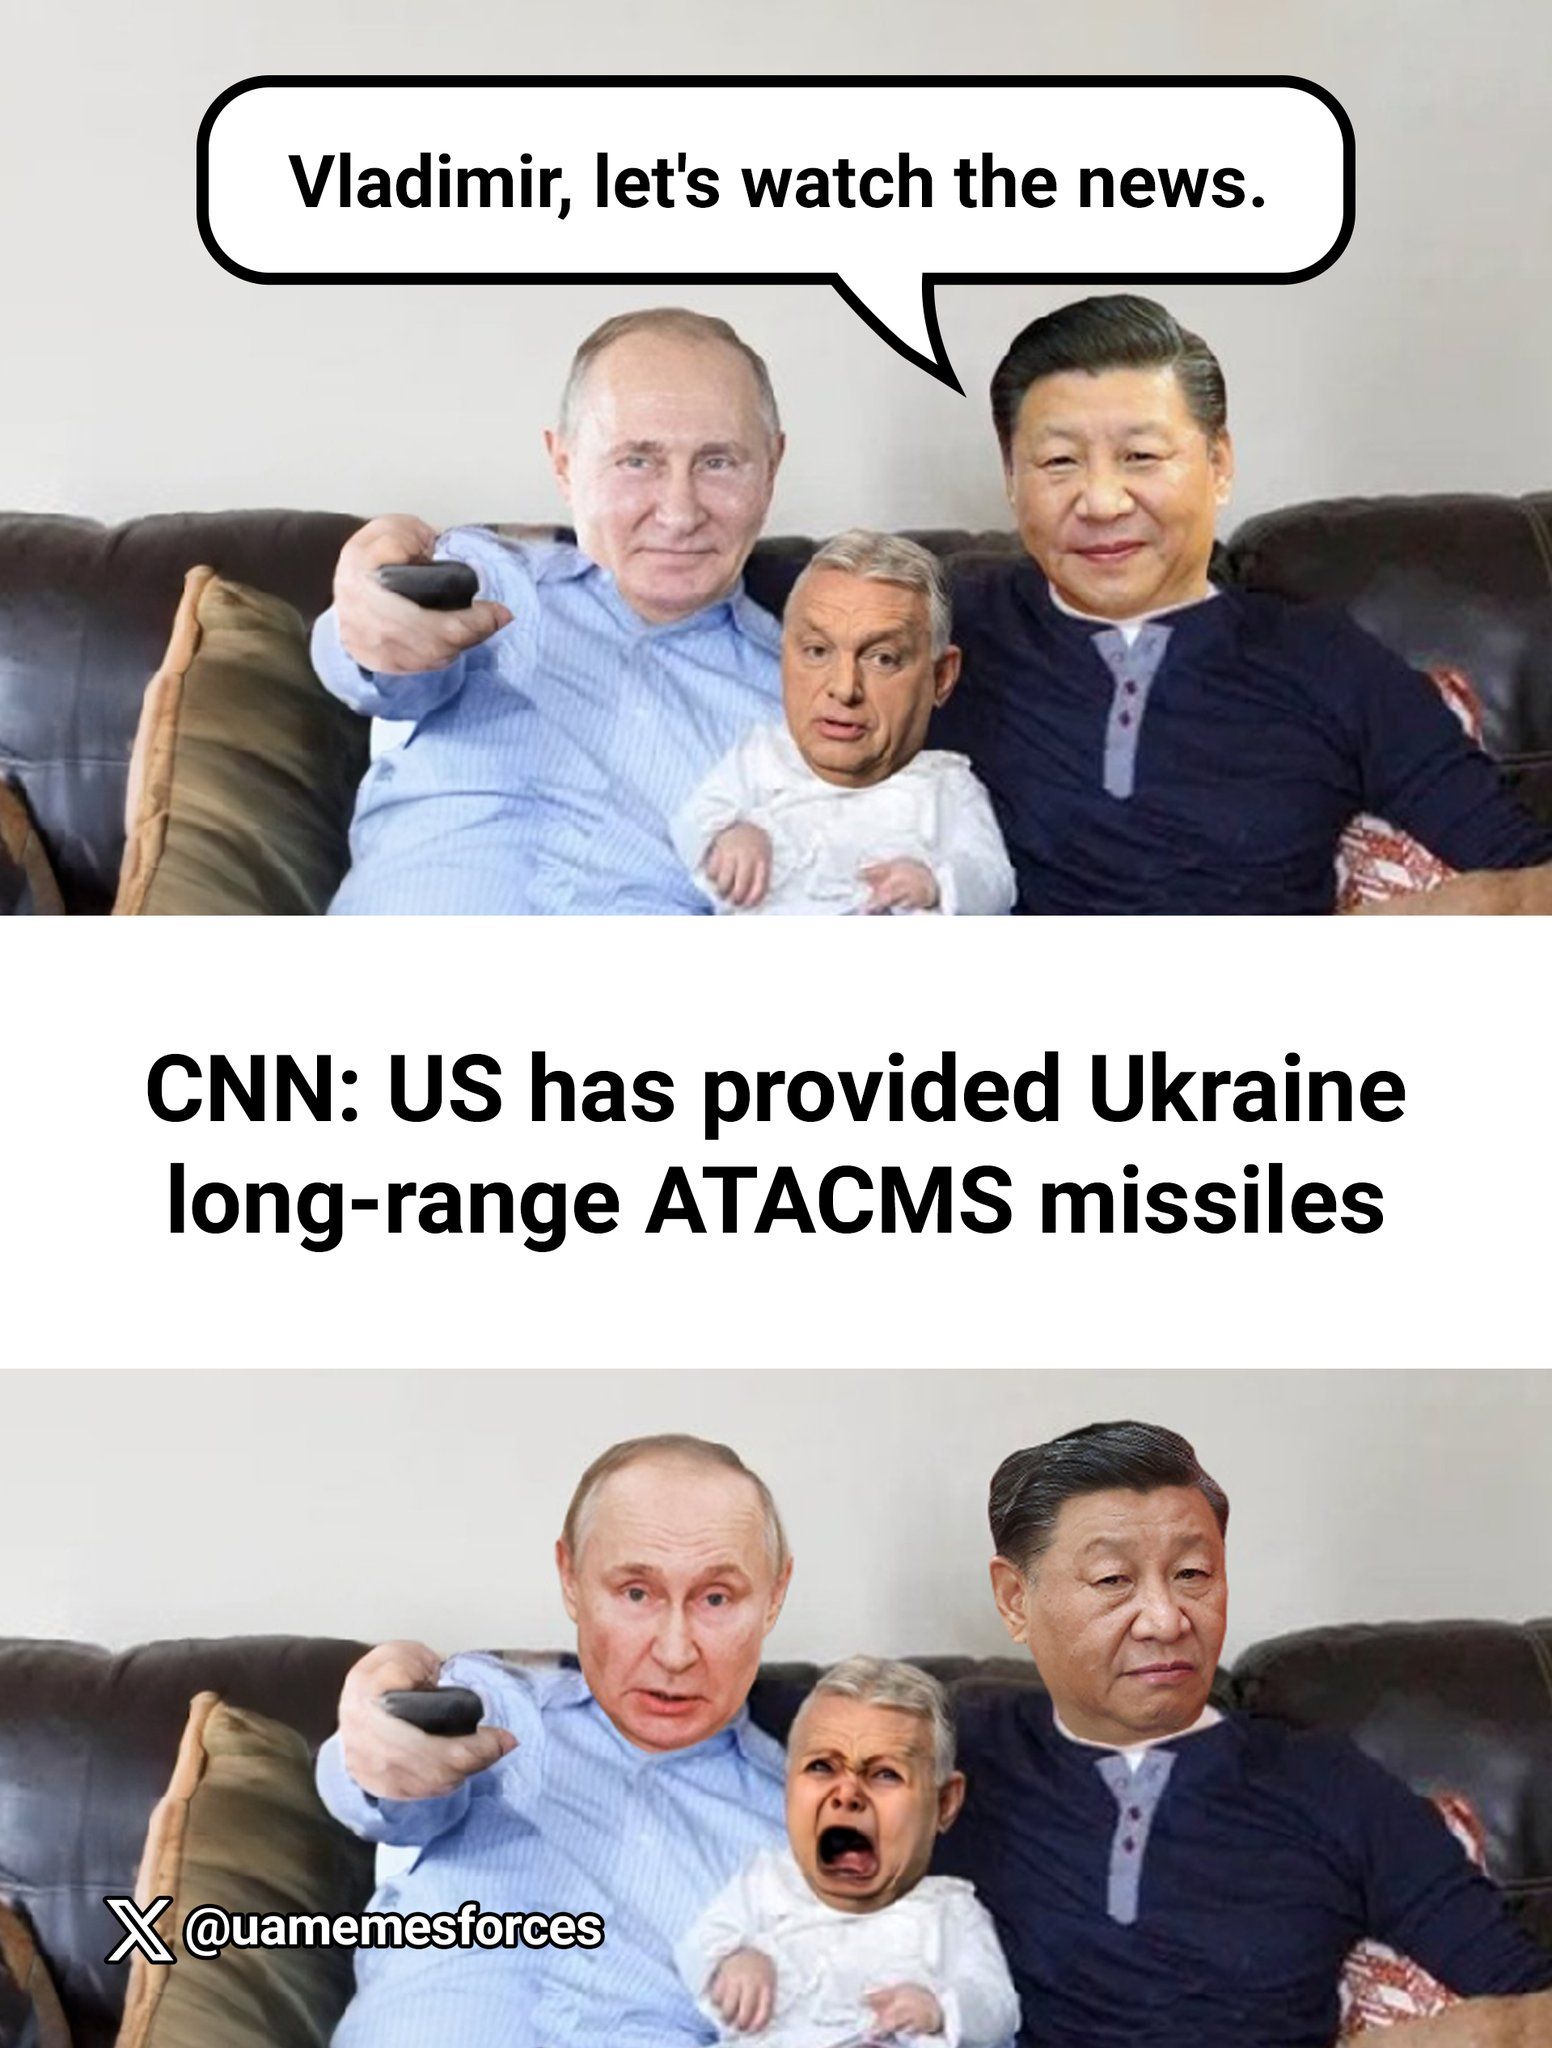 Vladimir, let's watch the news.
CNN: US has provided Ukraine
long-range ATACMS missiles
X @uamemesforces